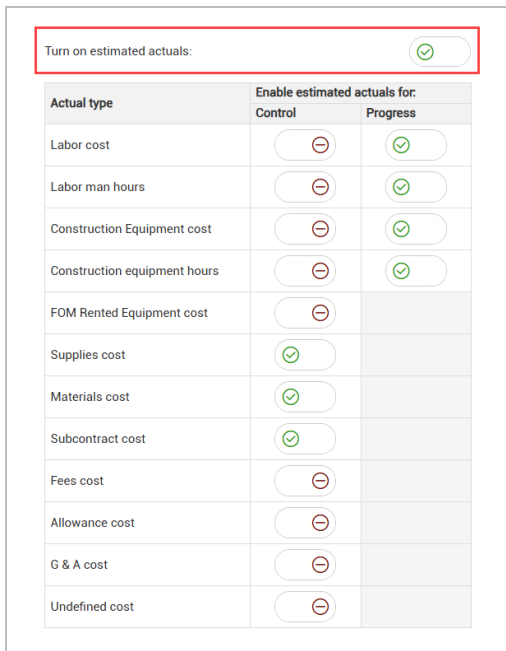 Turn on estimated actuals:
Actual type
Enable estimated actuals for:
Control Progress
Labor cost
Labor man hours
Construction Equipment cost
Construction equipment hours
FOM Rented Equipment cost
Supplies cost
Materials cost
Subcontract cost
Fees cost
Allowance cost
G & A cost
Undefined cost